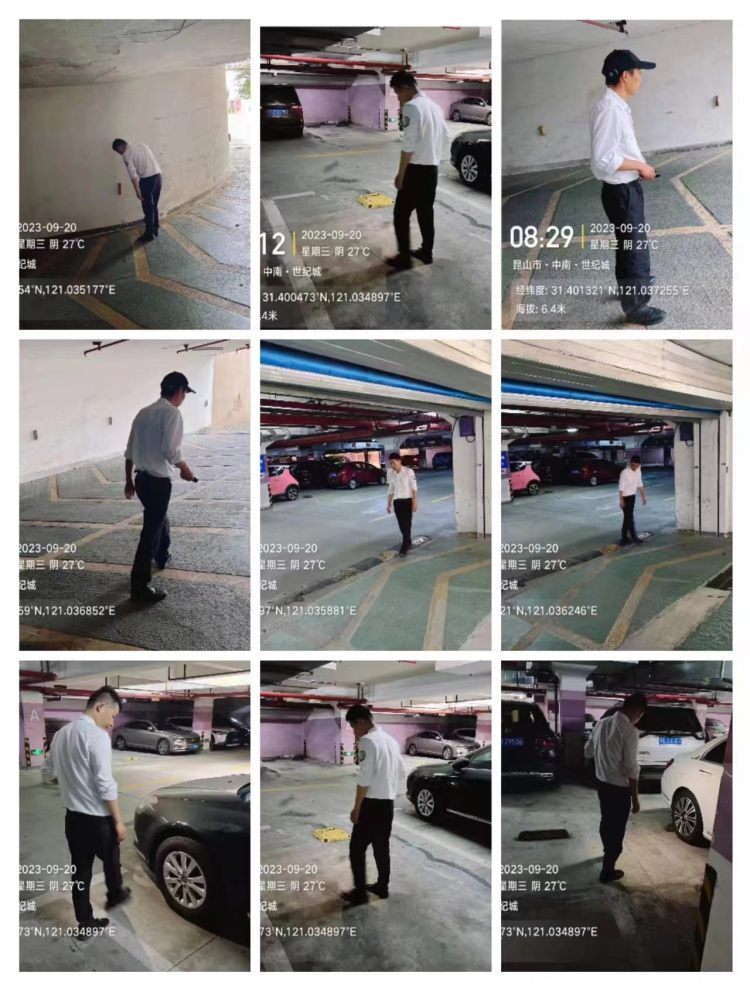 2023-09-20
星期三 阴 27℃
纪城
54°N,121.035177°E
12
2023-09-20
星期三 阴 27℃
中南·世纪城
31.400473°N,121.034897°E
.4米
08:29
2023-09-20
星期三 阴 27℃
昆山市·中南·世纪城
经纬度: 31.401321°N,121.037255°E
海拔: 6.4米
2023-09-20
星期三 阴 27℃
世纪城
59°N,121.036852°E
2023-09-20
星期三 阴 27℃
纪城
97°N,121.035881°E
2023-09-20
星期三 阴 27℃
纪城
21°N,121.036246°E
A
2023-09-20
星期三 阴 27℃
纪城
73°N,121.034897°E
2023-09-20
星期三 阴 27℃
纪城
73°N,121.034897°E
2023-09-20
星期三 阴 27℃
纪城
73°N,121.034897°E